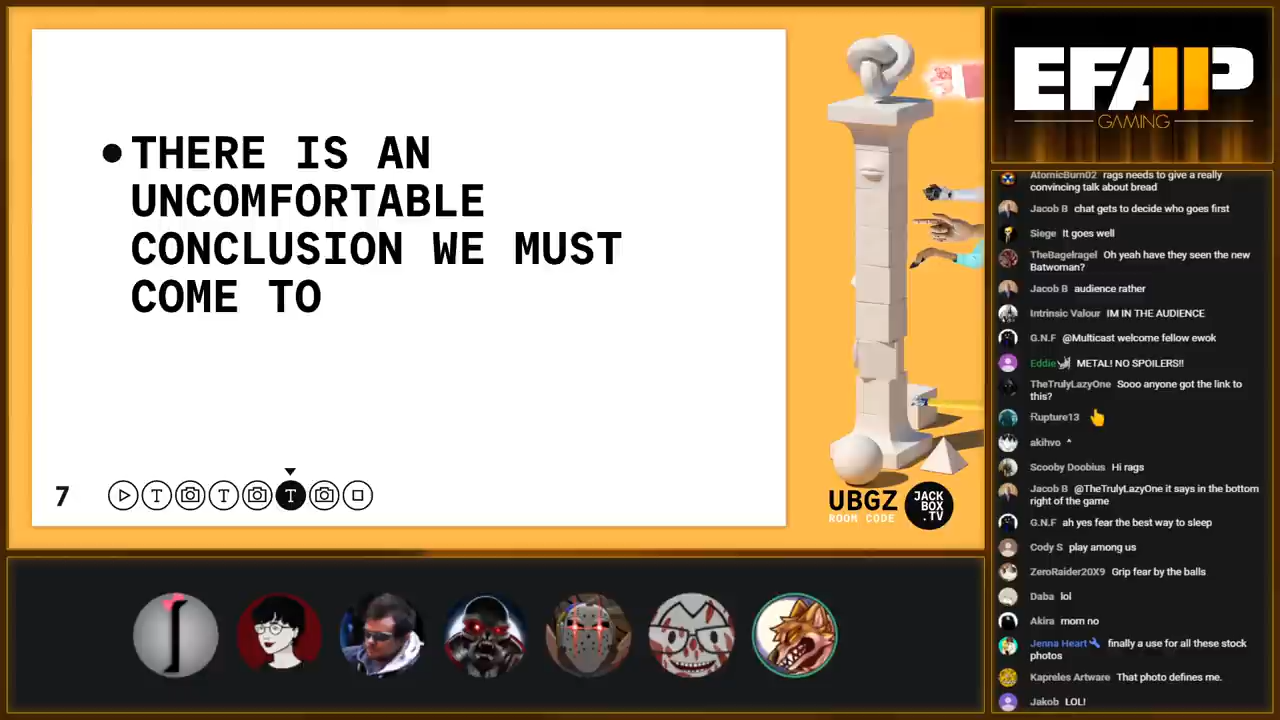 THERE IS AN
UNCOMFORTABLE
CONCLUSION WE MUST
COME TO
7
T
T
T
UBGZ
ROOM CODE
JACK
BOX
.TV
EFAP
GAMING
AtomicBurn02 rags needs to give a really
convincing talk about bread
Jacob B chat gets to decide who goes first
Siege It goes well
TheBagelragel Oh yeah have they seen the new
Batwoman?
Jacob B audience rather
Intrinsic Valour IM IN THE AUDIENCE
G.N.F @Multicast welcome fellow ewok
Eddie METAL! NO SPOILERS!!
TheTrulyLazyOne Sooo anyone got the link to
this?
Rupture13 👆
akihvo ^
Scooby Doobius Hi rags
Jacob B @TheTrulyLazyOne it says in the bottom
right of the game
G.N.F ah yes fear the best way to sleep
Cody S play among us
ZeroRaider20X9 Grip fear by the balls
Daba lol
Akira mom no
Jenna Heart finally a use for all these stock
photos
Kapreles Artware That photo defines me.
Jakob LOL!